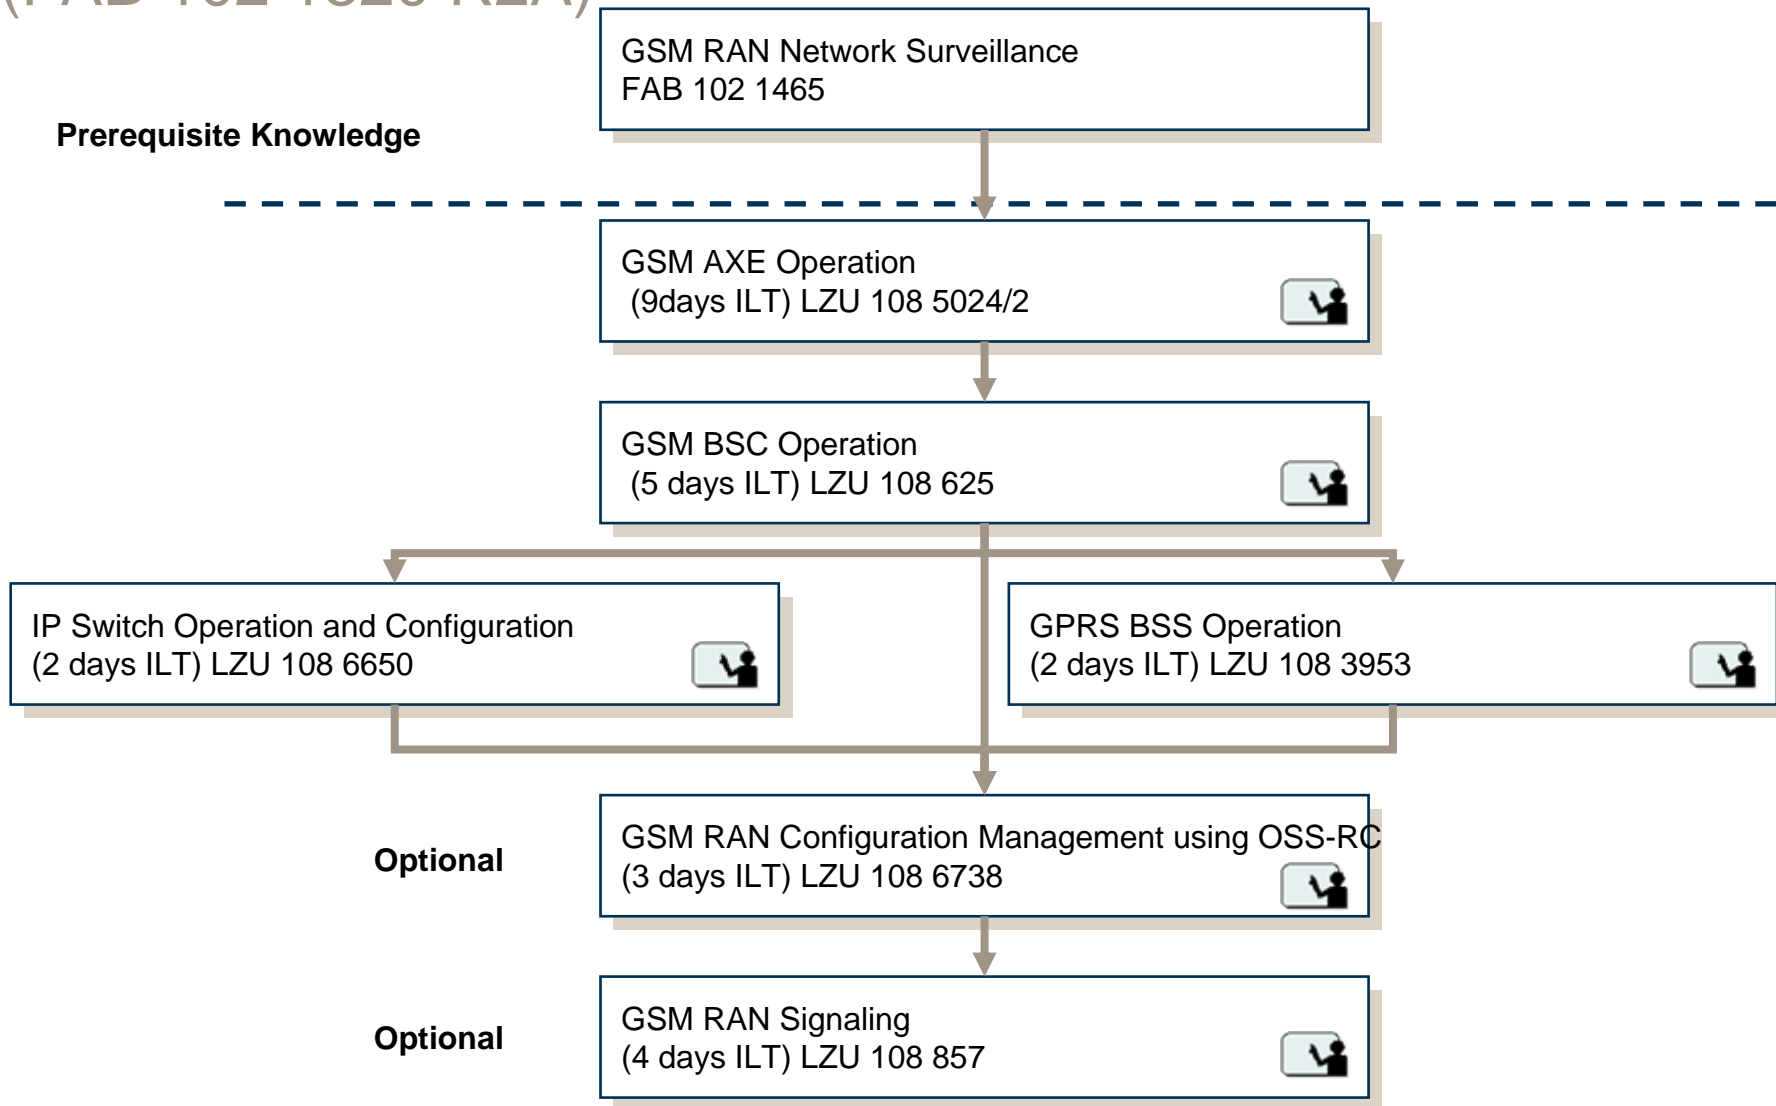 GSM RAN Network Surveillance
FAB 102 1465
Prerequisite Knowledge
GSM AXE Operation
(9days ILT) LZU 108 5024/2
GSM BSC Operation
(5 days ILT) LZU 108 625
IP Switch Operation and Configuration
(2 days ILT) LZU 108 6650
GPRS BSS Operation
(2 days ILT) LZU 108 3953
Optional
GSM RAN Configuration Management using OSS-RC
(3 days ILT) LZU 108 6738
Optional
GSM RAN Signaling
(4 days ILT) LZU 108 857